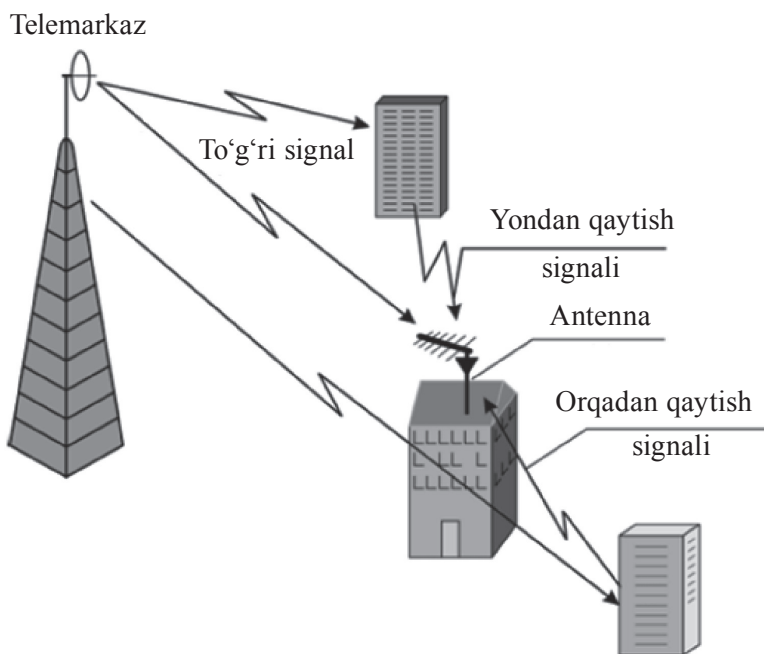 Telemarkaz
To‘g‘ri signal
Yondan qaytish
signali
Antenna
Orqadan qaytish
signali